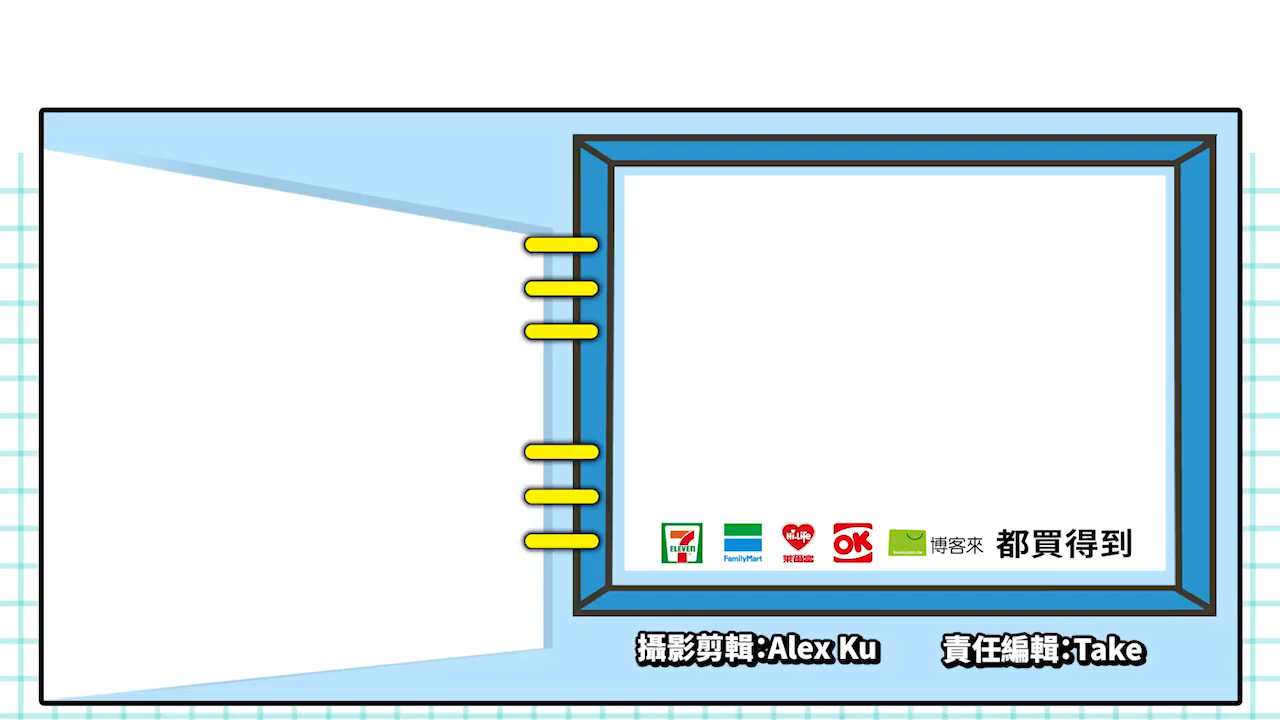 7 ELEVEN
FamilyMart
Hi-Life
萊爾富
OK
博客來 都買得到
攝影剪輯:Alex Ku
責任編輯:Take